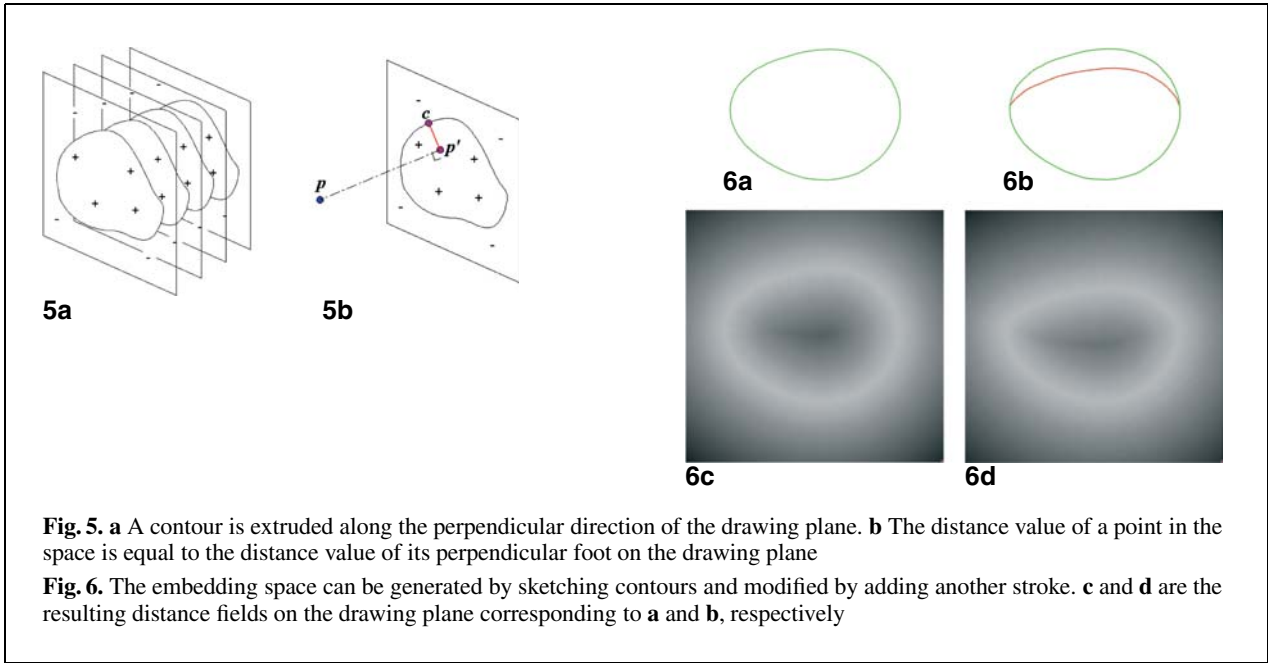 c
p'
p
5a
5b
6a
6b
6c
6d
Fig. 5. a A contour is extruded along the perpendicular direction of the drawing plane. b The distance value of a point in the
space is equal to the distance value of its perpendicular foot on the drawing plane
Fig. 6. The embedding space can be generated by sketching contours and modified by adding another stroke. c and d are the
resulting distance fields on the drawing plane corresponding to a and b, respectively